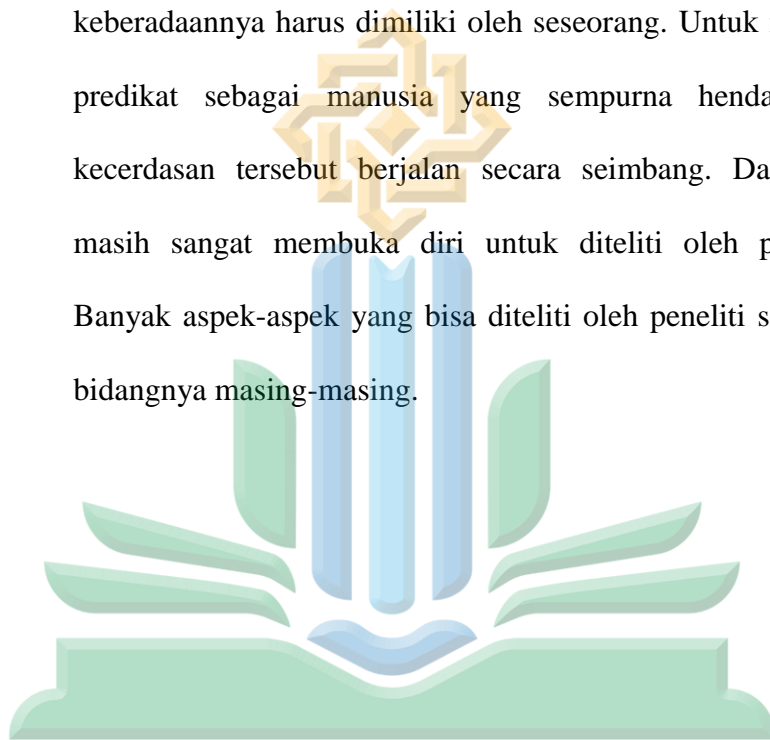 keberadaannya harus dimiliki oleh seseorang. Untuk
predikat sebagai manusia yang sempurna
kecerdasan tersebut berjalan secara seimbang.
masih sangat membuka diri untuk diteliti oleh
Banyak aspek-aspek yang bisa diteliti oleh peneliti
bidangnya masing-masing.